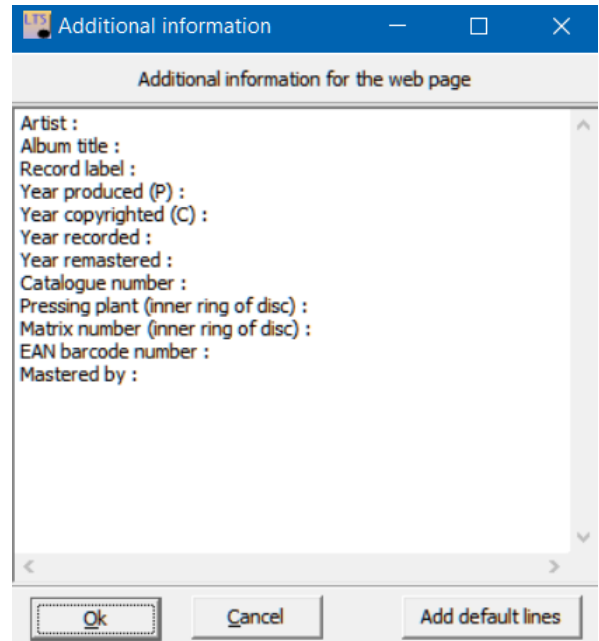 LTS
Additional information
Additional information for the web page
Artist :
Album title :
Record label :
Year produced (P) :
Year copyrighted (C) :
Year recorded :
Year remastered :
Catalogue number :
Pressing plant (inner ring of disc) :
Matrix number (inner ring of disc) :
EAN barcode number :
Mastered by :
Ok
Cancel
Add default lines